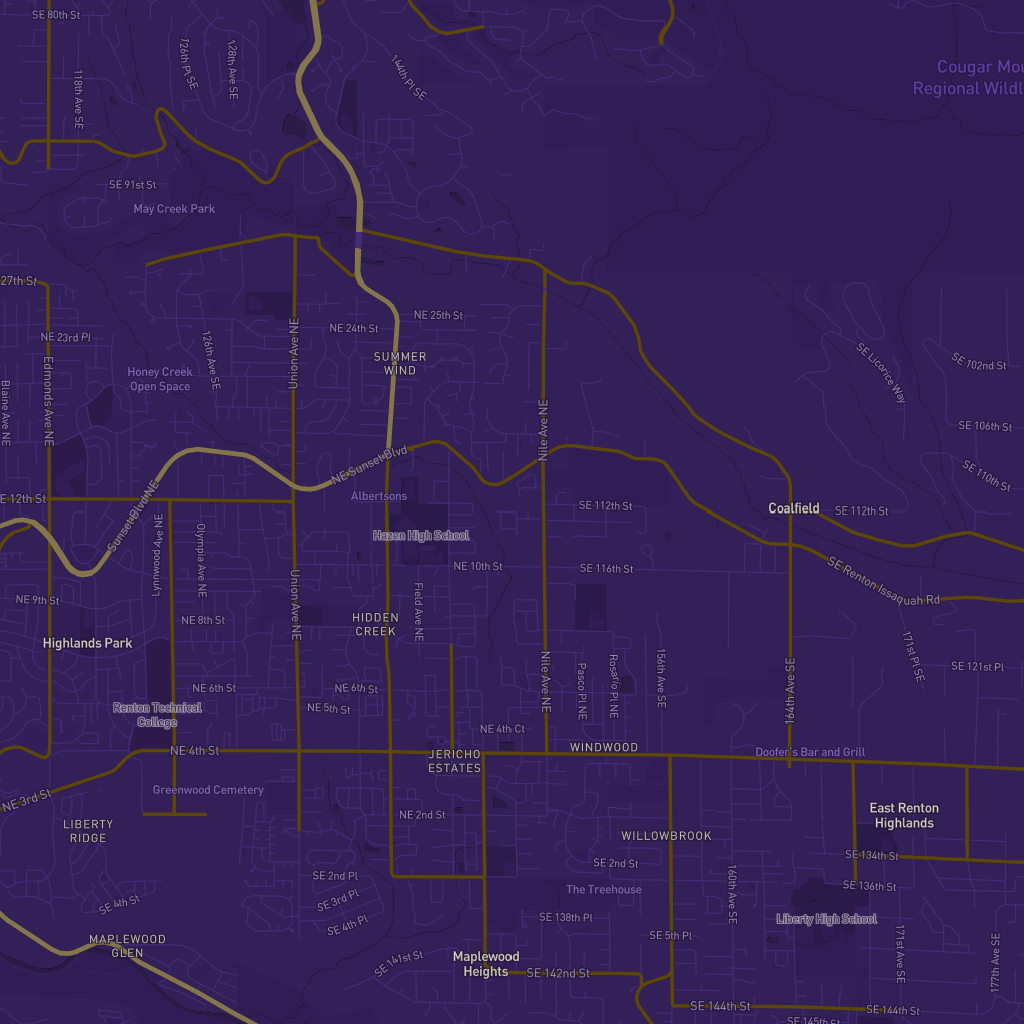 SE 80th St
126th Pl SE
128th Ave SE
144th Pl SE
Cougar Mou
Regional Wildl
118th Ave SE
SE 91st St
May Creek Park
27th St
NE 25th St
NE 24th St
NE 23rd Pl
126th Ave SE
Union Ave NE
SUMMER
WIND
SE Licorice Way
SE 102nd St
Honey Creek
Open Space
Edmonds Ave NE
Blaine Ave NE
Nile Ave NE
SE 106th St
NE Sunset Blvd
SE 110th St
E 12th St
Albertsons
SE 112th St
Coalfield
SE 112th St
Sunset Blvd NE
Lynnwood Ave NE
Olympia Ave NE
Hazen High School
NE 10th St
SE 116th St
SE Renton Issaquah Rd
NE 9th St
Union Ave NE
Field Ave NE
NE 8th St
HIDDEN
CREEK
Highlands Park
171st Pl SE
Nile Ave NE
Pasco Pl NE
Rosario Pl NE
156th Ave SE
164th Ave SE
SE 121st Pl
NE 6th St
NE 6th St
Renton Technical
College
NE 5th St
NE 4th Ct
NE 4th St
JERICHO
ESTATES
WINDWOOD
Doofer's Bar and Grill
NE 3rd St
Greenwood Cemetery
NE 2nd St
East Renton
Highlands
LIBERTY
RIDGE
WILLOWBROOK
SE 134th St
SE 2nd St
SE 2nd Pl
160th Ave SE
SE 136th St
The Treehouse
SE 3rd Pl
SE 4th St
SE 4th Pl
SE 138th Pl
Liberty High School
SE 5th Pl
171st Ave SE
177th Ave SE
MAPLEWOOD
GLEN
SE 141st St
Maplewood
Heights
SE 142nd St
SE 144th St
SE 144th St
SE 145th St